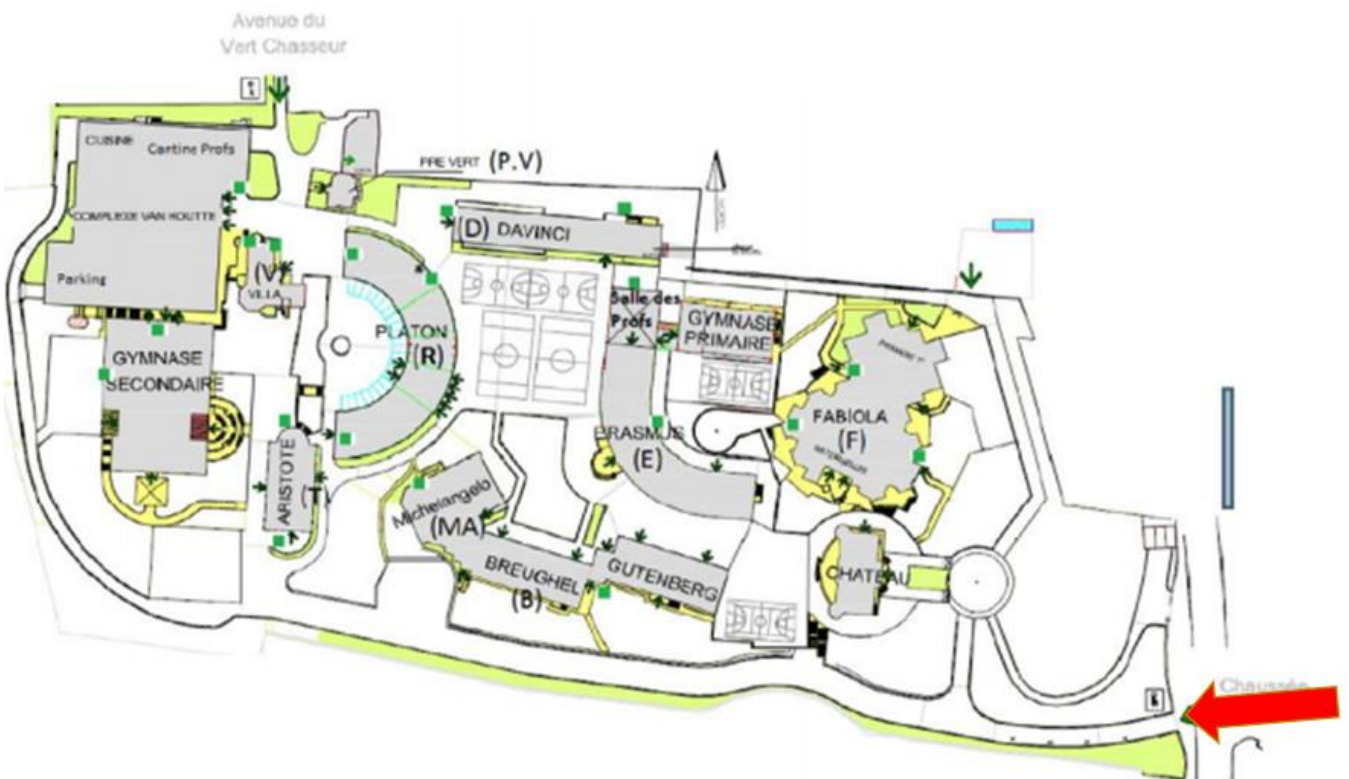 Avenue du
Vert Chasseur
CUISINE
Cantine Profs
PRE VERT (P.V)
COMPLEXE VAN HOUTTE
(D) DAVINCI
Parking
(V)
VILLA
Salle des
Profs
GYMNASE
PRIMAIRE
PLATON
(R)
GYMNASE
SECONDAIRE
FABIOLA
(F)
ERASMUS
(E)
ARISTOTE
(T)
Michelangelo
(MA)
BREUGHEL
(B)
GUTENBERG
CHATEAU
Chaussée